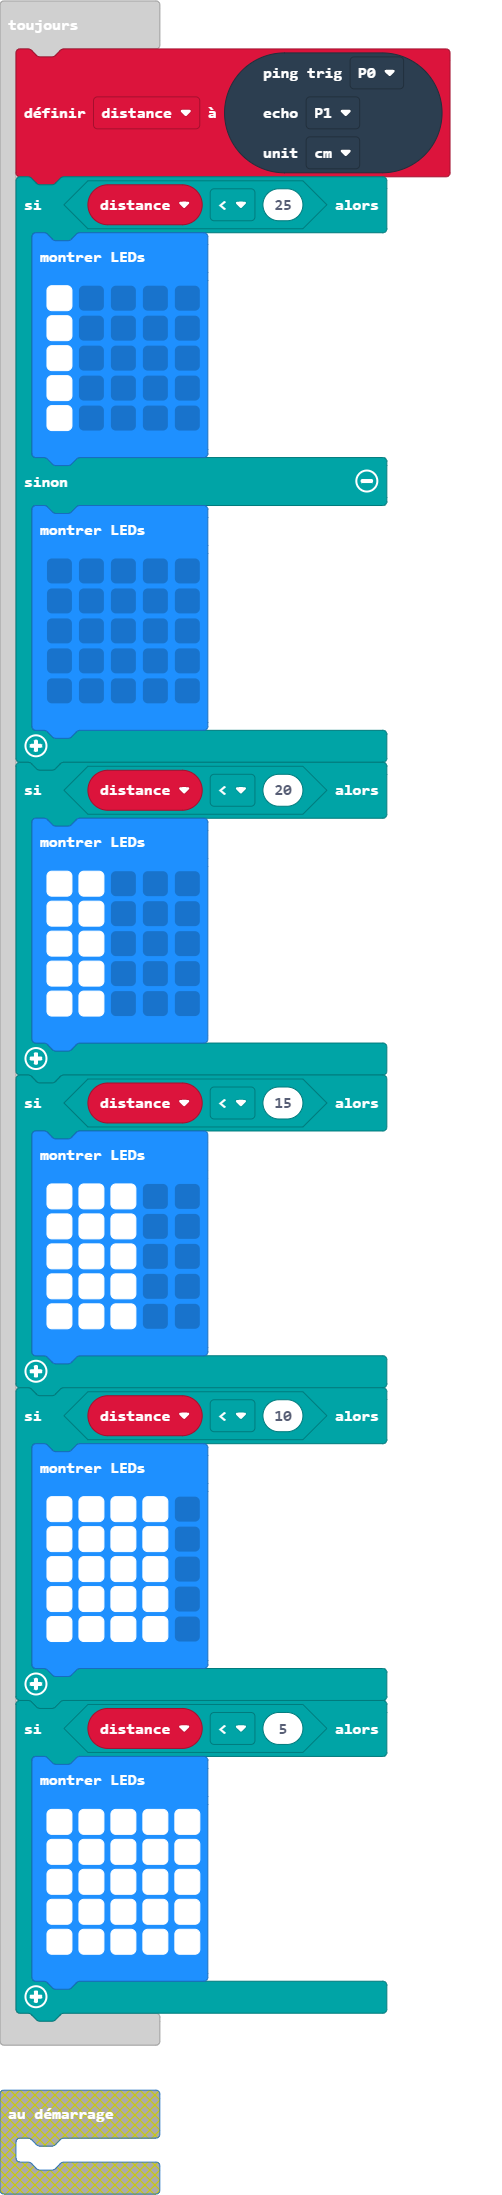 toujours
définir distance à ping trig P0
echo P1
unit cm
si distance < 25 alors
montrer LEDs
sinon
montrer LEDs
si distance < 20 alors
montrer LEDs
si distance < 15 alors
montrer LEDs
si distance < 10 alors
montrer LEDs
si distance < 5 alors
montrer LEDs
au démarrage